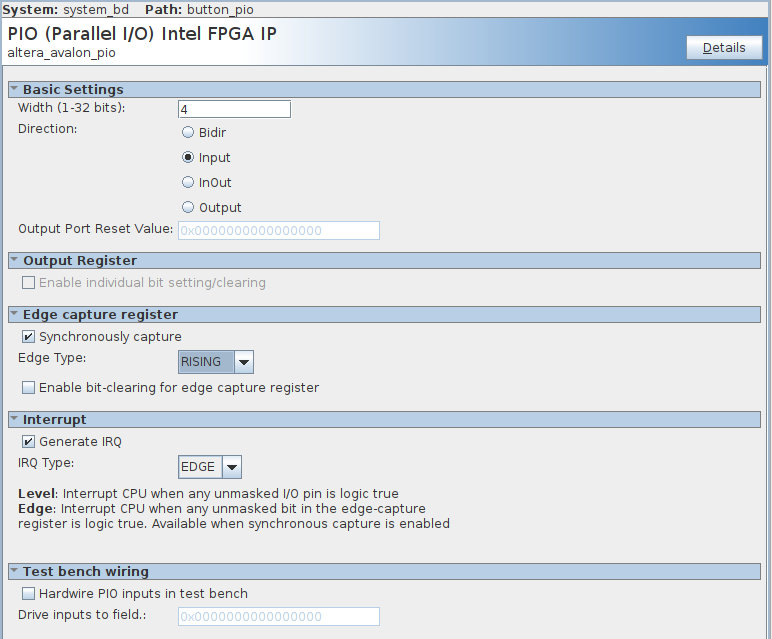 System: system_bd Path: button_pio
PIO (Parallel I/O) Intel FPGA IP
altera_avalon_pio
Details
Basic Settings
Width (1-32 bits): 4
Direction:
Bidir
Input
InOut
Output
Output Port Reset Value: 0x0000000000000000
Output Register
Enable individual bit setting/clearing
Edge capture register
Synchronously capture
Edge Type: RISING
Enable bit-clearing for edge capture register
Interrupt
Generate IRQ
IRQ Type: EDGE
Level: Interrupt CPU when any unmasked I/O pin is logic true
Edge: Interrupt CPU when any unmasked bit in the edge-capture
register is logic true. Available when synchronous capture is enabled
Test bench wiring
Hardwire PIO inputs in test bench
Drive inputs to field.: 0x0000000000000000